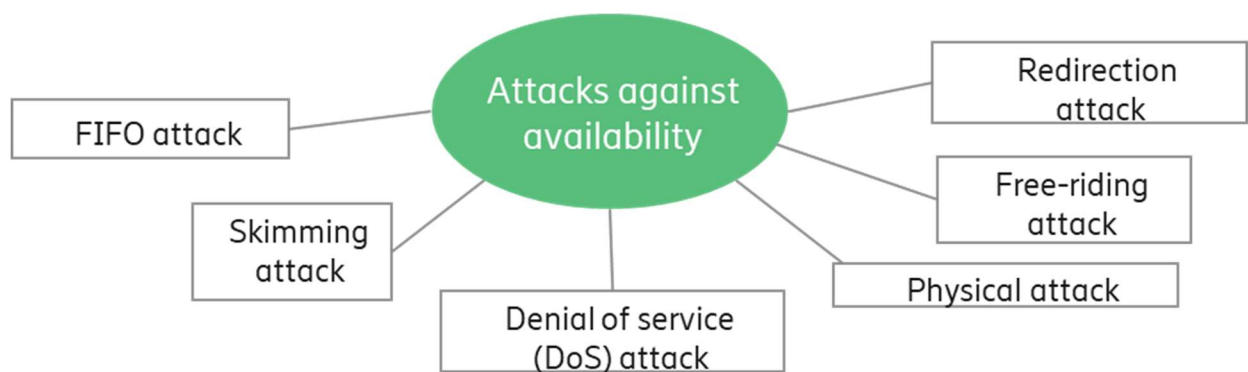 Attacks against
availability
FIFO attack
Skimming
attack
Denial of service
(DoS) attack
Physical attack
Free-riding
attack
Redirection
attack